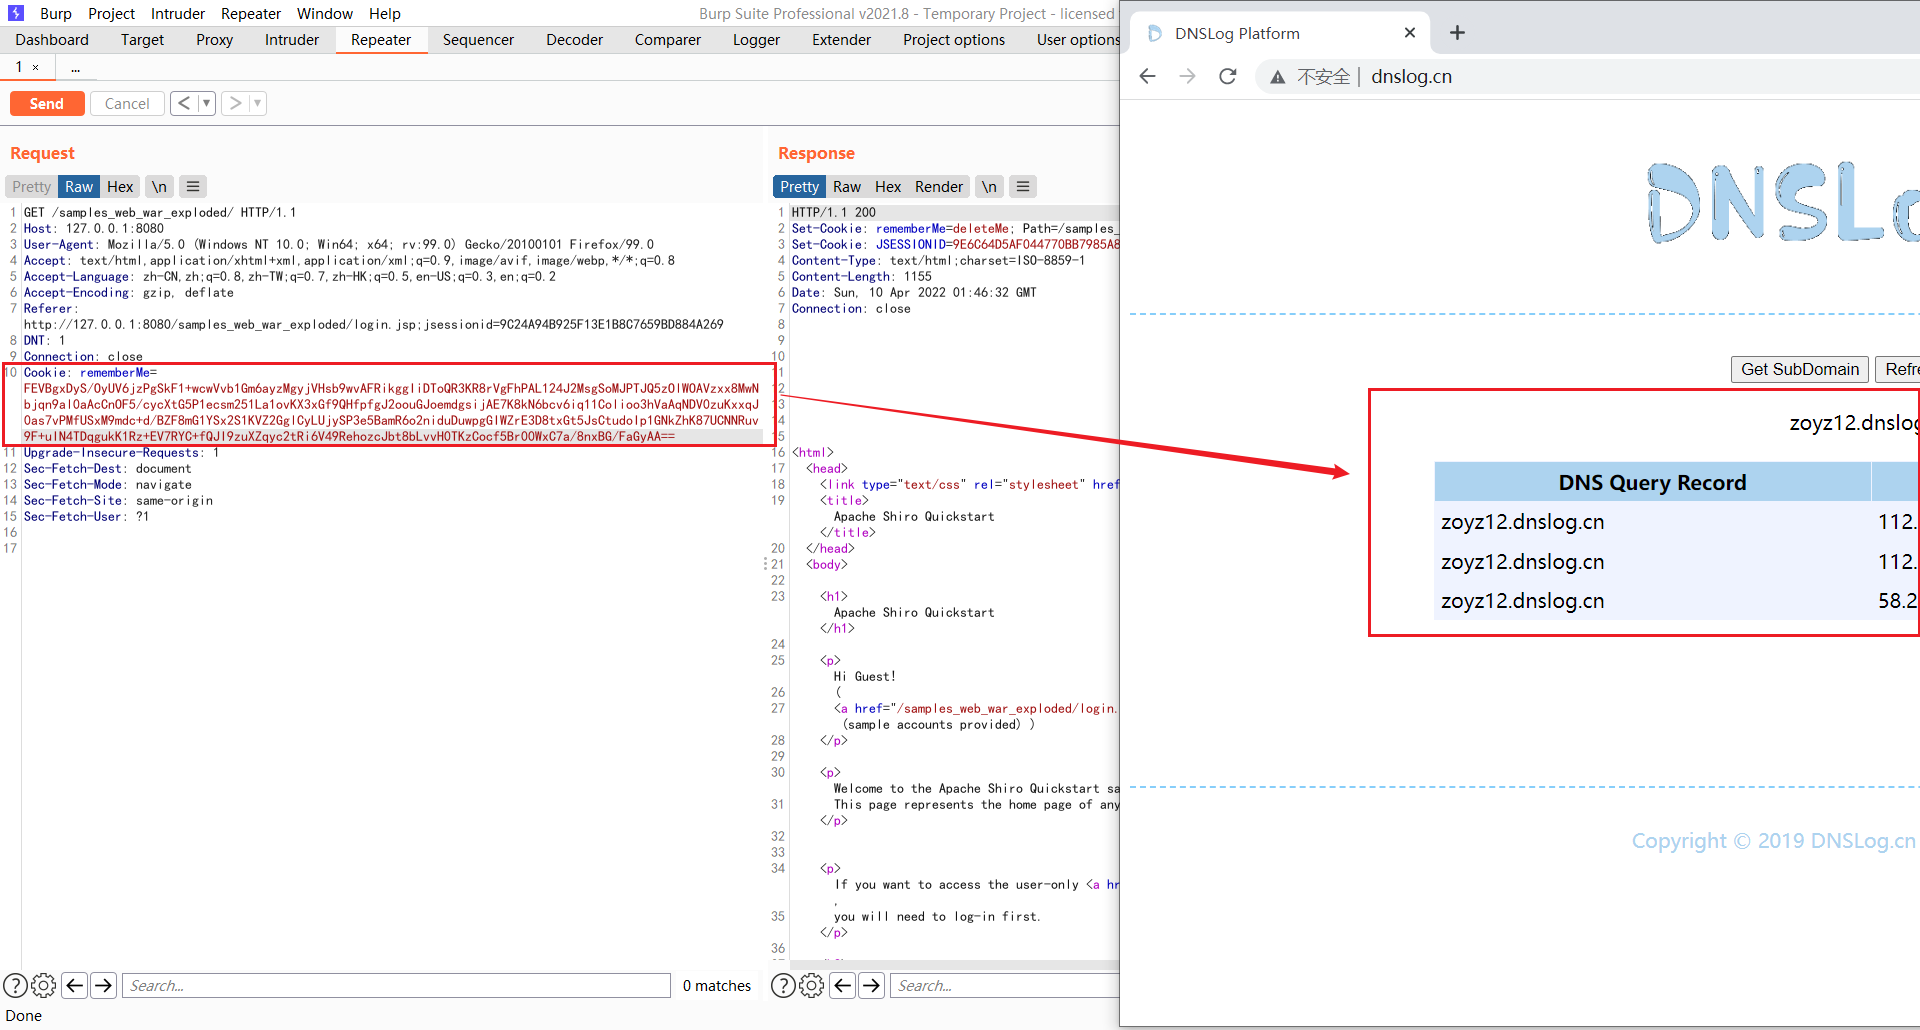 Burp Project Intruder Repeater Window Help Burp Suite Professional v2021.8 - Temporary Project - licensed
Dashboard Target Proxy Intruder Repeater Sequencer Decoder Comparer Logger Extender Project options User options
1 × ...
Send Cancel < >
Request
Pretty Raw Hex \n
1 GET /samples_web_war_exploded/ HTTP/1.1
2 Host: 127.0.0.1:8080
3 User-Agent: Mozilla/5.0 (Windows NT 10.0; Win64; x64; rv:99.0) Gecko/20100101 Firefox/99.0
4 Accept: text/html,application/xhtml+xml,application/xml;q=0.9,image/avif,image/webp,*/*;q=0.8
5 Accept-Language: zh-CN,zh;q=0.8,zh-TW;q=0.7,zh-HK;q=0.5,en-US;q=0.3,en;q=0.2
6 Accept-Encoding: gzip, deflate
7 Referer:
http://127.0.0.1:8080/samples_web_war_exploded/login.jsp;jsessionid=9C24A94B925F13E1B8C7659BD884A269
8 DNT: 1
9 Connection: close
10 Cookie: rememberMe=
11 Upgrade-Insecure-Requests: 1
12 Sec-Fetch-Dest: document
13 Sec-Fetch-Mode: navigate
14 Sec-Fetch-Site: same-origin
15 Sec-Fetch-User: ?1
16
17
Search... 0 matches
Done
Response
Pretty Raw Hex Render \n
1 HTTP/1.1 200
2 Set-Cookie: rememberMe=deleteMe; Path=/samples_
3 Set-Cookie: JSESSIONID=9E6C64D5AF044770BB7985A8
4 Content-Type: text/html;charset=ISO-8859-1
5 Content-Length: 1155
6 Date: Sun, 10 Apr 2022 01:46:32 GMT
7 Connection: close
8
9
10
11
12
13
14
15
16 <html>
17 <head>
18 <link type="text/css" rel="stylesheet" href
19 <title>
Apache Shiro Quickstart
</title>
20 </head>
21 <body>
22
23 <h1>
Apache Shiro Quickstart
</h1>
24
25 <p>
Hi Guest!
26 (
27 <a href="/samples_web_war_exploded/login.
(sample accounts provided) )
28 </p>
29
30 <p>
Welcome to the Apache Shiro Quickstart sa
31 This page represents the home page of any
</p>
32
33
34 <p>
If you want to access the user-only <a hr
,
35 you will need to log-in first.
</p>
36
Search...
DNSLog Platform
不安全 | dnslog.cn
DNSLo
Get SubDomain Refre
zoyz12.dnslog
DNS Query Record
zoyz12.dnslog.cn 112.
zoyz12.dnslog.cn 112.
zoyz12.dnslog.cn 58.2
Copyright © 2019 DNSLog.cn